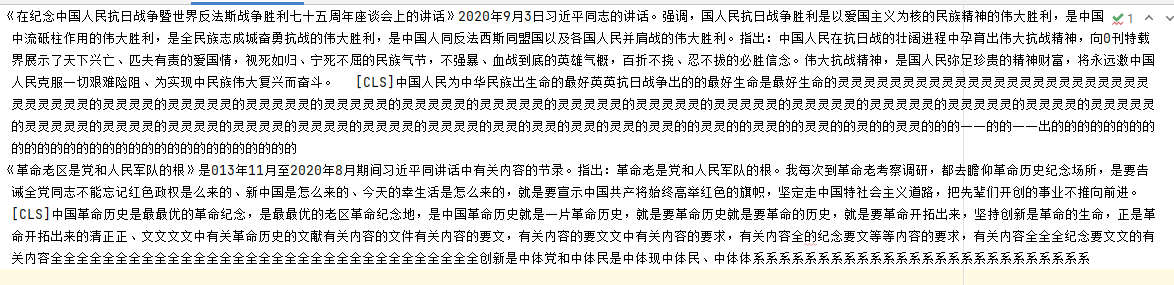 《在纪念中国人民抗日战争暨世界反法斯战争胜利七十五周年座谈会上的讲话》2020年9月3日习近平同志的讲话。强调，国人民抗日战争胜利是以爱国主义为核的民族精神的伟大胜利，是中国
中流砥柱作用的伟大胜利，是全民族志成城奋勇抗战的伟大胜利，是中国人同反法西斯同盟国以及各国人民并肩战的伟大胜利。指出：中国人民在抗日战的壮阔进程中孕育出伟大抗战精神，向0刊特载
界展示了天下兴亡、匹夫有责的爱国情，视死如归、宁死不屈的民族气节，不强暴、血战到底的英雄气概，百折不挠、忍不拔的必胜信念。伟大抗战精神，是国人民弥足珍贵的精神财富，将永远激中国
人民克服一切艰难险阻、为实现中民族伟大复兴而奋斗。 [CLS]中国人民为中华民族出生命的最好英英抗日战争出的的最好生命是最好生命的灵灵灵灵灵灵灵灵灵灵灵灵灵灵灵灵灵灵灵灵灵灵灵灵
灵灵灵灵灵灵的灵灵灵灵灵的灵灵灵灵灵的灵灵灵灵灵的灵灵灵灵灵的灵灵灵灵灵的灵灵灵灵灵的灵灵灵灵灵的灵灵灵灵灵的灵灵灵灵灵的灵灵灵灵灵的灵灵灵灵灵的灵灵灵的灵灵灵灵灵的灵灵灵灵
的灵灵灵灵灵的灵灵灵灵灵的灵灵灵灵灵的灵灵灵灵灵的灵灵灵灵灵的灵灵灵灵灵的灵灵灵灵的灵灵灵灵灵的灵灵的的灵灵灵灵灵的灵灵灵的灵的的灵灵的灵的的的一一的的一一出的的的的的的的的
的的的的的的的的的的的的的的的的的的的的的的
《革命老区是党和人民军队的根》是013年11月至2020年8月期间习近平同讲话中有关内容的节录。指出：革命老是党和人民军队的根。我每次到革命老考察调研，都去瞻仰革命历史纪念场所，是要告
诫全党同志不能忘记红色政权是么来的、新中国是怎么来的、今天的幸生活是怎么来的，就是要宣示中国共产将始终高举红色的旗帜，坚定走中国特社会主义道路，把先辈们开创的事业不推向前进。
[CLS]中国革命历史是最最优的革命纪念，是最最优的老区革命纪念地，是中国革命历史就是一片革命历史，就是要革命历史就是要革命的历史，就是要革命开拓出来，坚持创新是革命的生命，正是革
命开拓出来的清正正、文文文文中有关革命历史的文献有关内容的文件有关内容的要文，有关内容的要文文中有关内容的要求，有关内容全的纪念要文等等内容的要求，有关内容全全全纪念要文文的有
关内容全全全全全全全全全全全全全全全全全全全全全全全全全全全全全全全全全创新是中体党和中体民是中体现中体民、中体体系系系系系系系系系系系系系系系系系系系系系系系系系系